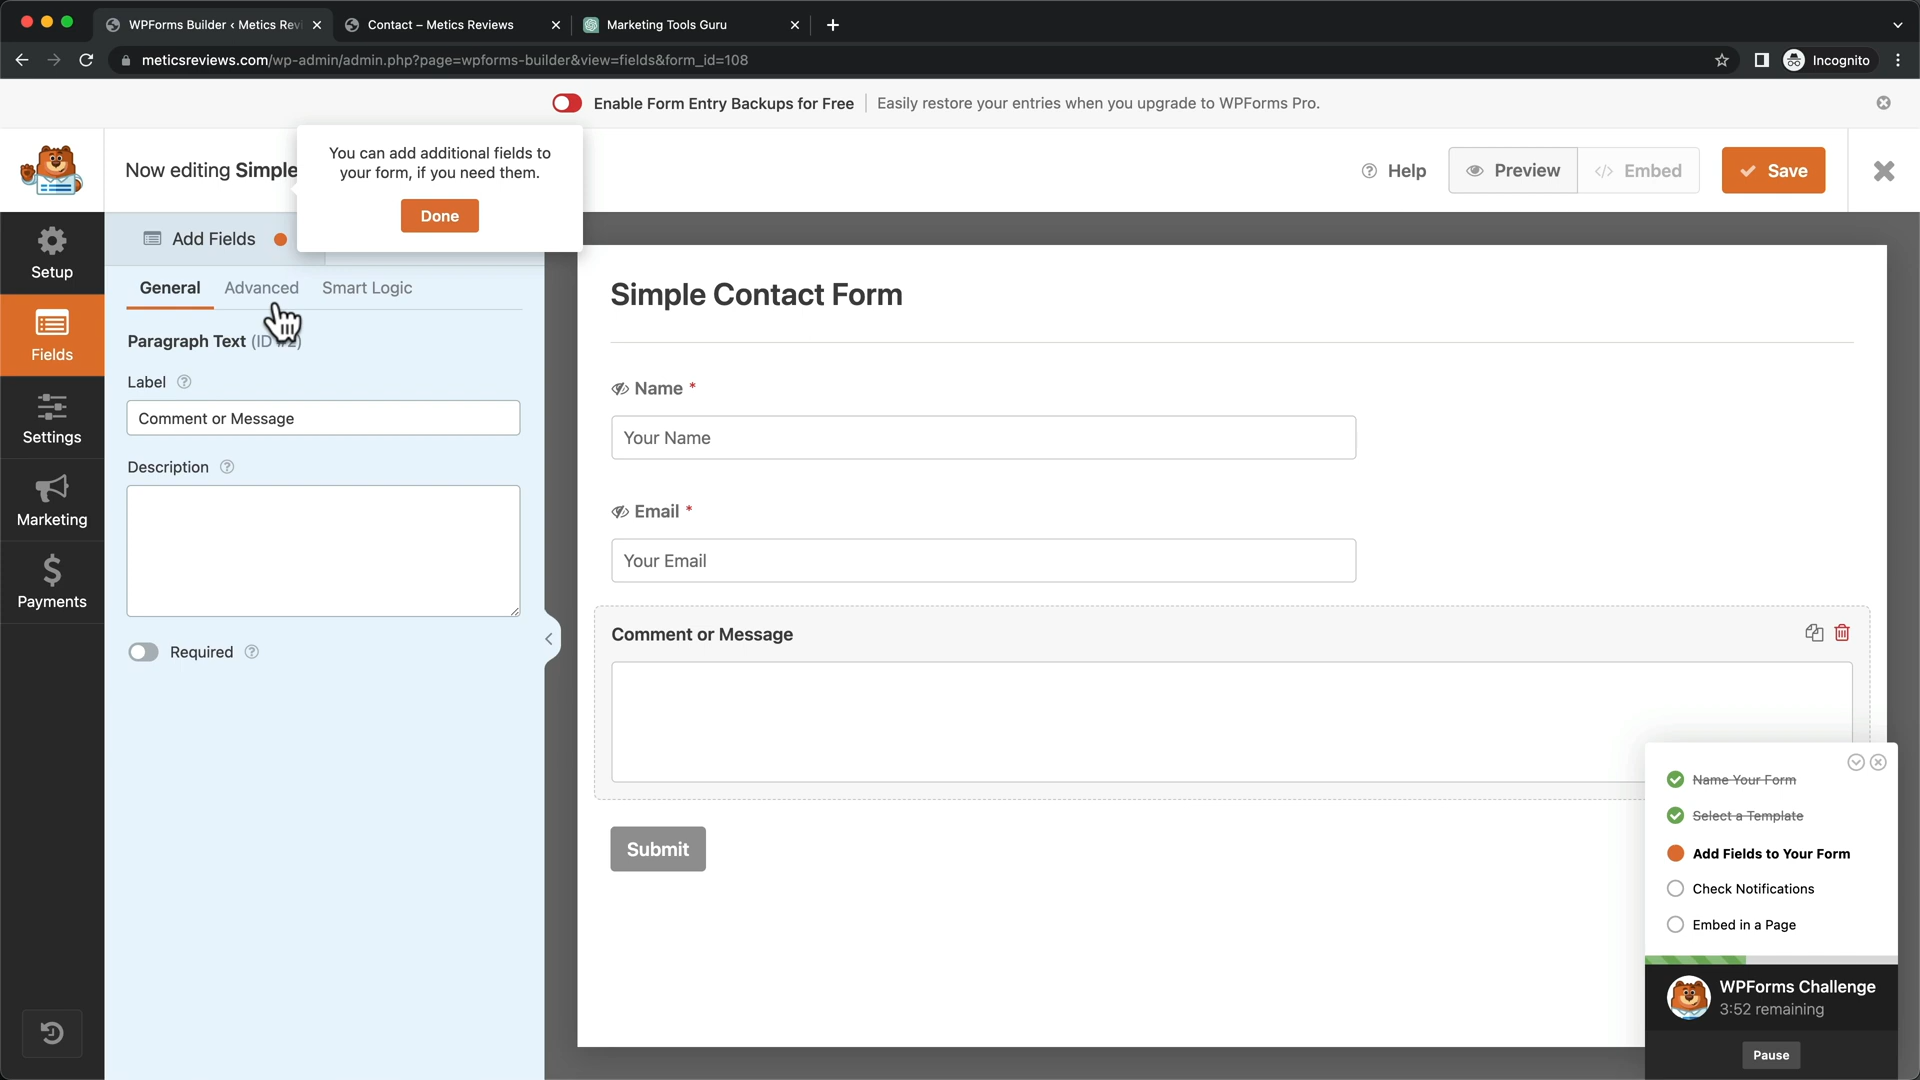 WPForms Builder ‹ Metics Rev
Contact – Metics Reviews
Marketing Tools Guru
meticsreviews.com/wp-admin/admin.php?page=wpforms-builder&view=fields&form_id=108
Incognito
Enable Form Entry Backups for Free
Easily restore your entries when you upgrade to WPForms Pro.
Now editing Simple
You can add additional fields to
your form, if you need them.
Done
Help
Preview
Embed
Save
Setup
Fields
Settings
Marketing
Payments
Add Fields
General
Advanced
Smart Logic
Paragraph Text (ID #2)
Label
Comment or Message
Description
Required
Simple Contact Form
Name *
Your Name
Email *
Your Email
Comment or Message
Submit
Name Your Form
Select a Template
Add Fields to Your Form
Check Notifications
Embed in a Page
WPForms Challenge
3:52 remaining
Pause